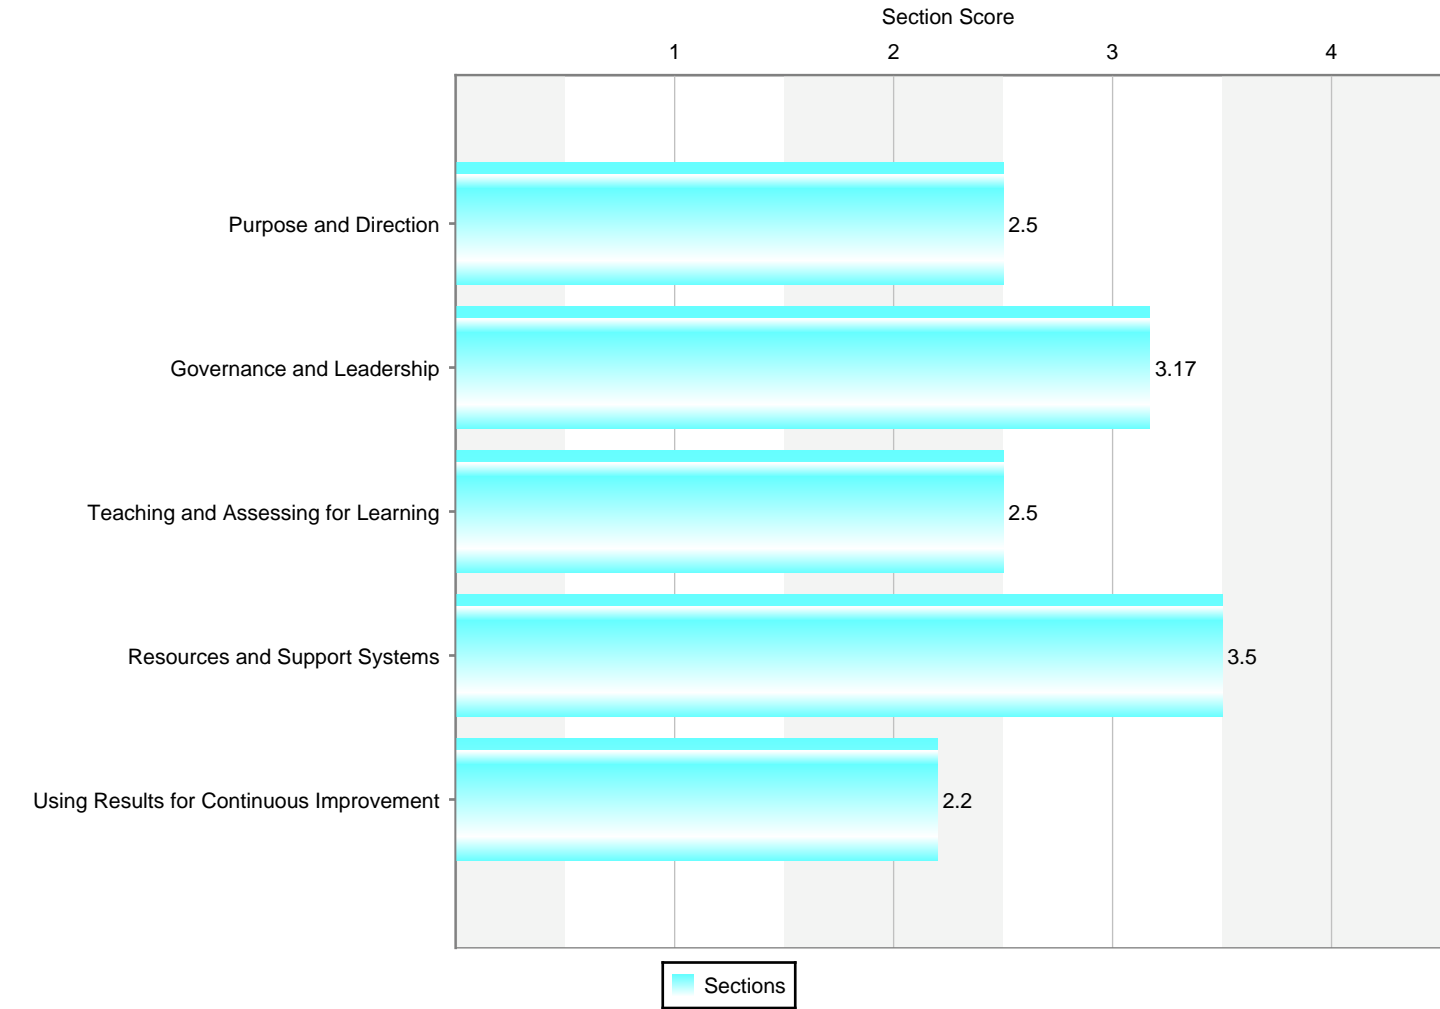 Section Score
1 2 3 4
Purpose and Direction 2.5
Governance and Leadership 3.17
Teaching and Assessing for Learning 2.5
Resources and Support Systems 3.5
Using Results for Continuous Improvement 2.2
Sections